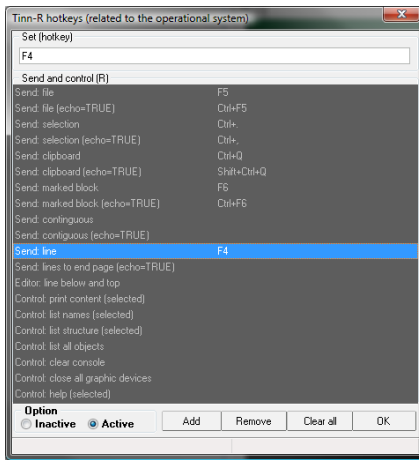 Tinn-R hotkeys (related to the operational system)
Set (hotkey)
F4
Send and control (R)
Send: file F5
Send: file (echo=TRUE) Ctrl+F5
Send: selection Ctrl+.
Send: selection (echo=TRUE) Ctrl+,
Send: clipboard Ctrl+Q
Send: clipboard (echo=TRUE) Shift+Ctrl+Q
Send: marked block F6
Send: marked block (echo=TRUE) Ctrl+F6
Send: continguous
Send: contiguous (echo=TRUE)
Send: line F4
Send: lines to end page (echo=TRUE)
Editor: line below and top
Control: print content (selected)
Control: list names (selected)
Control: list structure (selected)
Control: list all objects
Control: clear console
Control: close all graphic devices
Control: help (selected)
Option
Inactive Active Add Remove Clear all OK